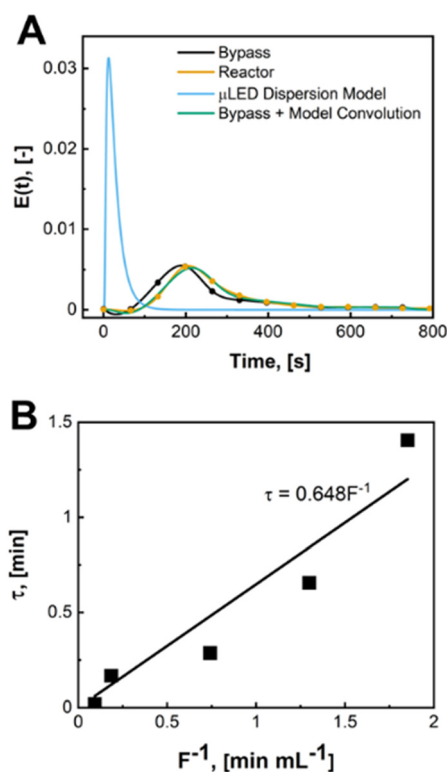 A
Bypass
Reactor
μLED Dispersion Model
Bypass + Model Convolution
E(t), [-]
0.03
0.02
0.01
0
0 200 400 600 800
Time, [s]
B
τ = 0.648F⁻¹
τ, [min]
1.5
1
0.5
0
0 0.5 1 1.5 2
F⁻¹, [min mL⁻¹]